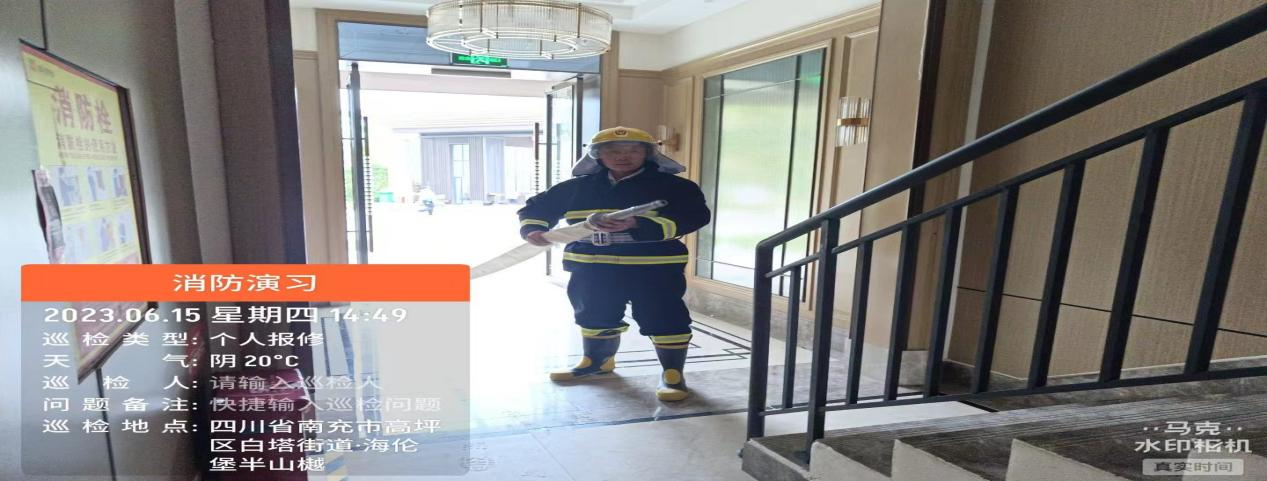 消防栓
消防演习
2023.06.15 星期四 14:49
巡检类型: 个人报修
天气: 阴 20°C
巡检人: 请输入巡检人
问题备注: 快捷输入巡检问题
巡检地点: 四川省南充市高坪
区白塔街道·海伦
堡半山樾
马克
水印相机
真实时间